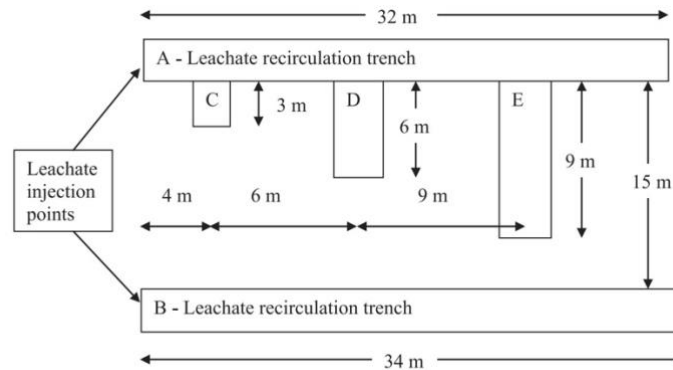 32 m
A - Leachate recirculation trench
C
3 m
D
6 m
E
9 m
15 m
Leachate
injection
points
4 m
6 m
9 m
B - Leachate recirculation trench
34 m